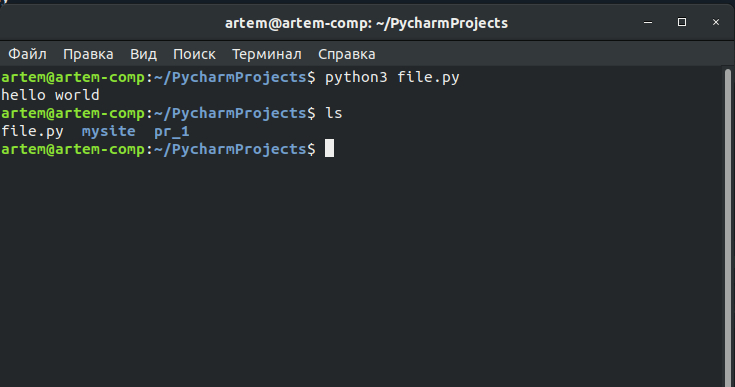 artem@artem-comp: ~/PycharmProjects
Файл Правка Вид Поиск Терминал Справка
artem@artem-comp:~/PycharmProjects$ python3 file.py
hello world
artem@artem-comp:~/PycharmProjects$ ls
file.py  mysite  pr_1
artem@artem-comp:~/PycharmProjects$